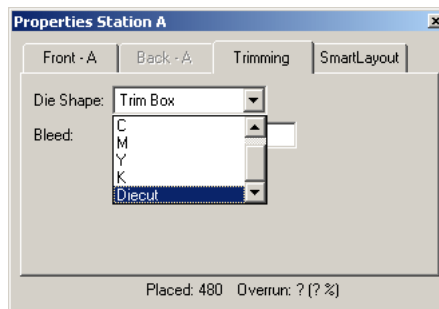 Properties Station A
Front - A Back - A Trimming SmartLayout
Die Shape: Trim Box
Bleed:
C
M
Y
K
Diecut
Placed: 480 Overrun: ? (? %)